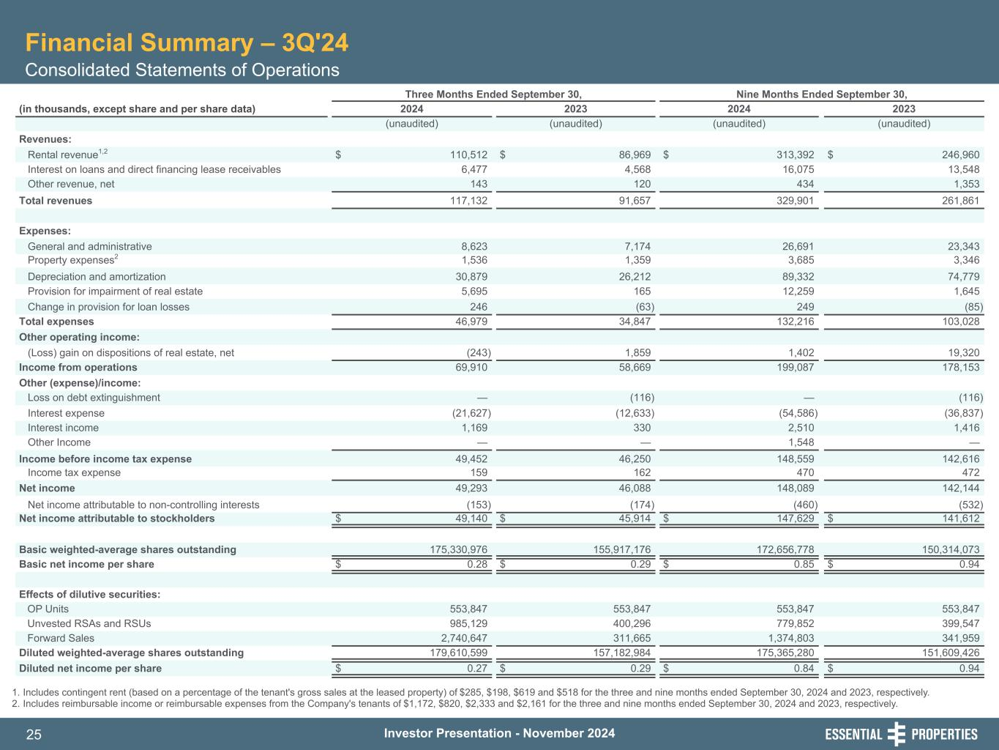 Financial Summary – 3Q'24
Consolidated Statements of Operations
Three Months Ended September 30, Nine Months Ended September 30,
(in thousands, except share and per share data) 2024 2023 2024 2023
(unaudited) (unaudited) (unaudited) (unaudited)
Revenues:
Rental revenue1,2 $ 110,512 $ 86,969 $ 313,392 $ 246,960
Interest on loans and direct financing lease receivables 6,477 4,568 16,075 13,548
Other revenue, net 143 120 434 1,353
Total revenues 117,132 91,657 329,901 261,861
Expenses:
General and administrative 8,623 7,174 26,691 23,343
Property expenses2 1,536 1,359 3,685 3,346
Depreciation and amortization 30,879 26,212 89,332 74,779
Provision for impairment of real estate 5,695 165 12,259 1,645
Change in provision for loan losses 246 (63) 249 (85)
Total expenses 46,979 34,847 132,216 103,028
Other operating income:
(Loss) gain on dispositions of real estate, net (243) 1,859 1,402 19,320
Income from operations 69,910 58,669 199,087 178,153
Other (expense)/income:
Loss on debt extinguishment — (116) — (116)
Interest expense (21,627) (12,633) (54,586) (36,837)
Interest income 1,169 330 2,510 1,416
Other Income — — 1,548 —
Income before income tax expense 49,452 46,250 148,559 142,616
Income tax expense 159 162 470 472
Net income 49,293 46,088 148,089 142,144
Net income attributable to non-controlling interests (153) (174) (460) (532)
Net income attributable to stockholders $ 49,140 $ 45,914 $ 147,629 $ 141,612
Basic weighted-average shares outstanding 175,330,976 155,917,176 172,656,778 150,314,073
Basic net income per share $ 0.28 $ 0.29 $ 0.85 $ 0.94
Effects of dilutive securities:
OP Units 553,847 553,847 553,847 553,847
Unvested RSAs and RSUs 985,129 400,296 779,852 399,547
Forward Sales 2,740,647 311,665 1,374,803 341,959
Diluted weighted-average shares outstanding 179,610,599 157,182,984 175,365,280 151,609,426
Diluted net income per share $ 0.27 $ 0.29 $ 0.84 $ 0.94
1. Includes contingent rent (based on a percentage of the tenant's gross sales at the leased property) of $285, $198, $619 and $518 for the three and nine months ended September 30, 2024 and 2023, respectively.
2. Includes reimbursable income or reimbursable expenses from the Company's tenants of $1,172, $820, $2,333 and $2,161 for the three and nine months ended September 30, 2024 and 2023, respectively.
25 Investor Presentation - November 2024 ESSENTIAL PROPERTIES